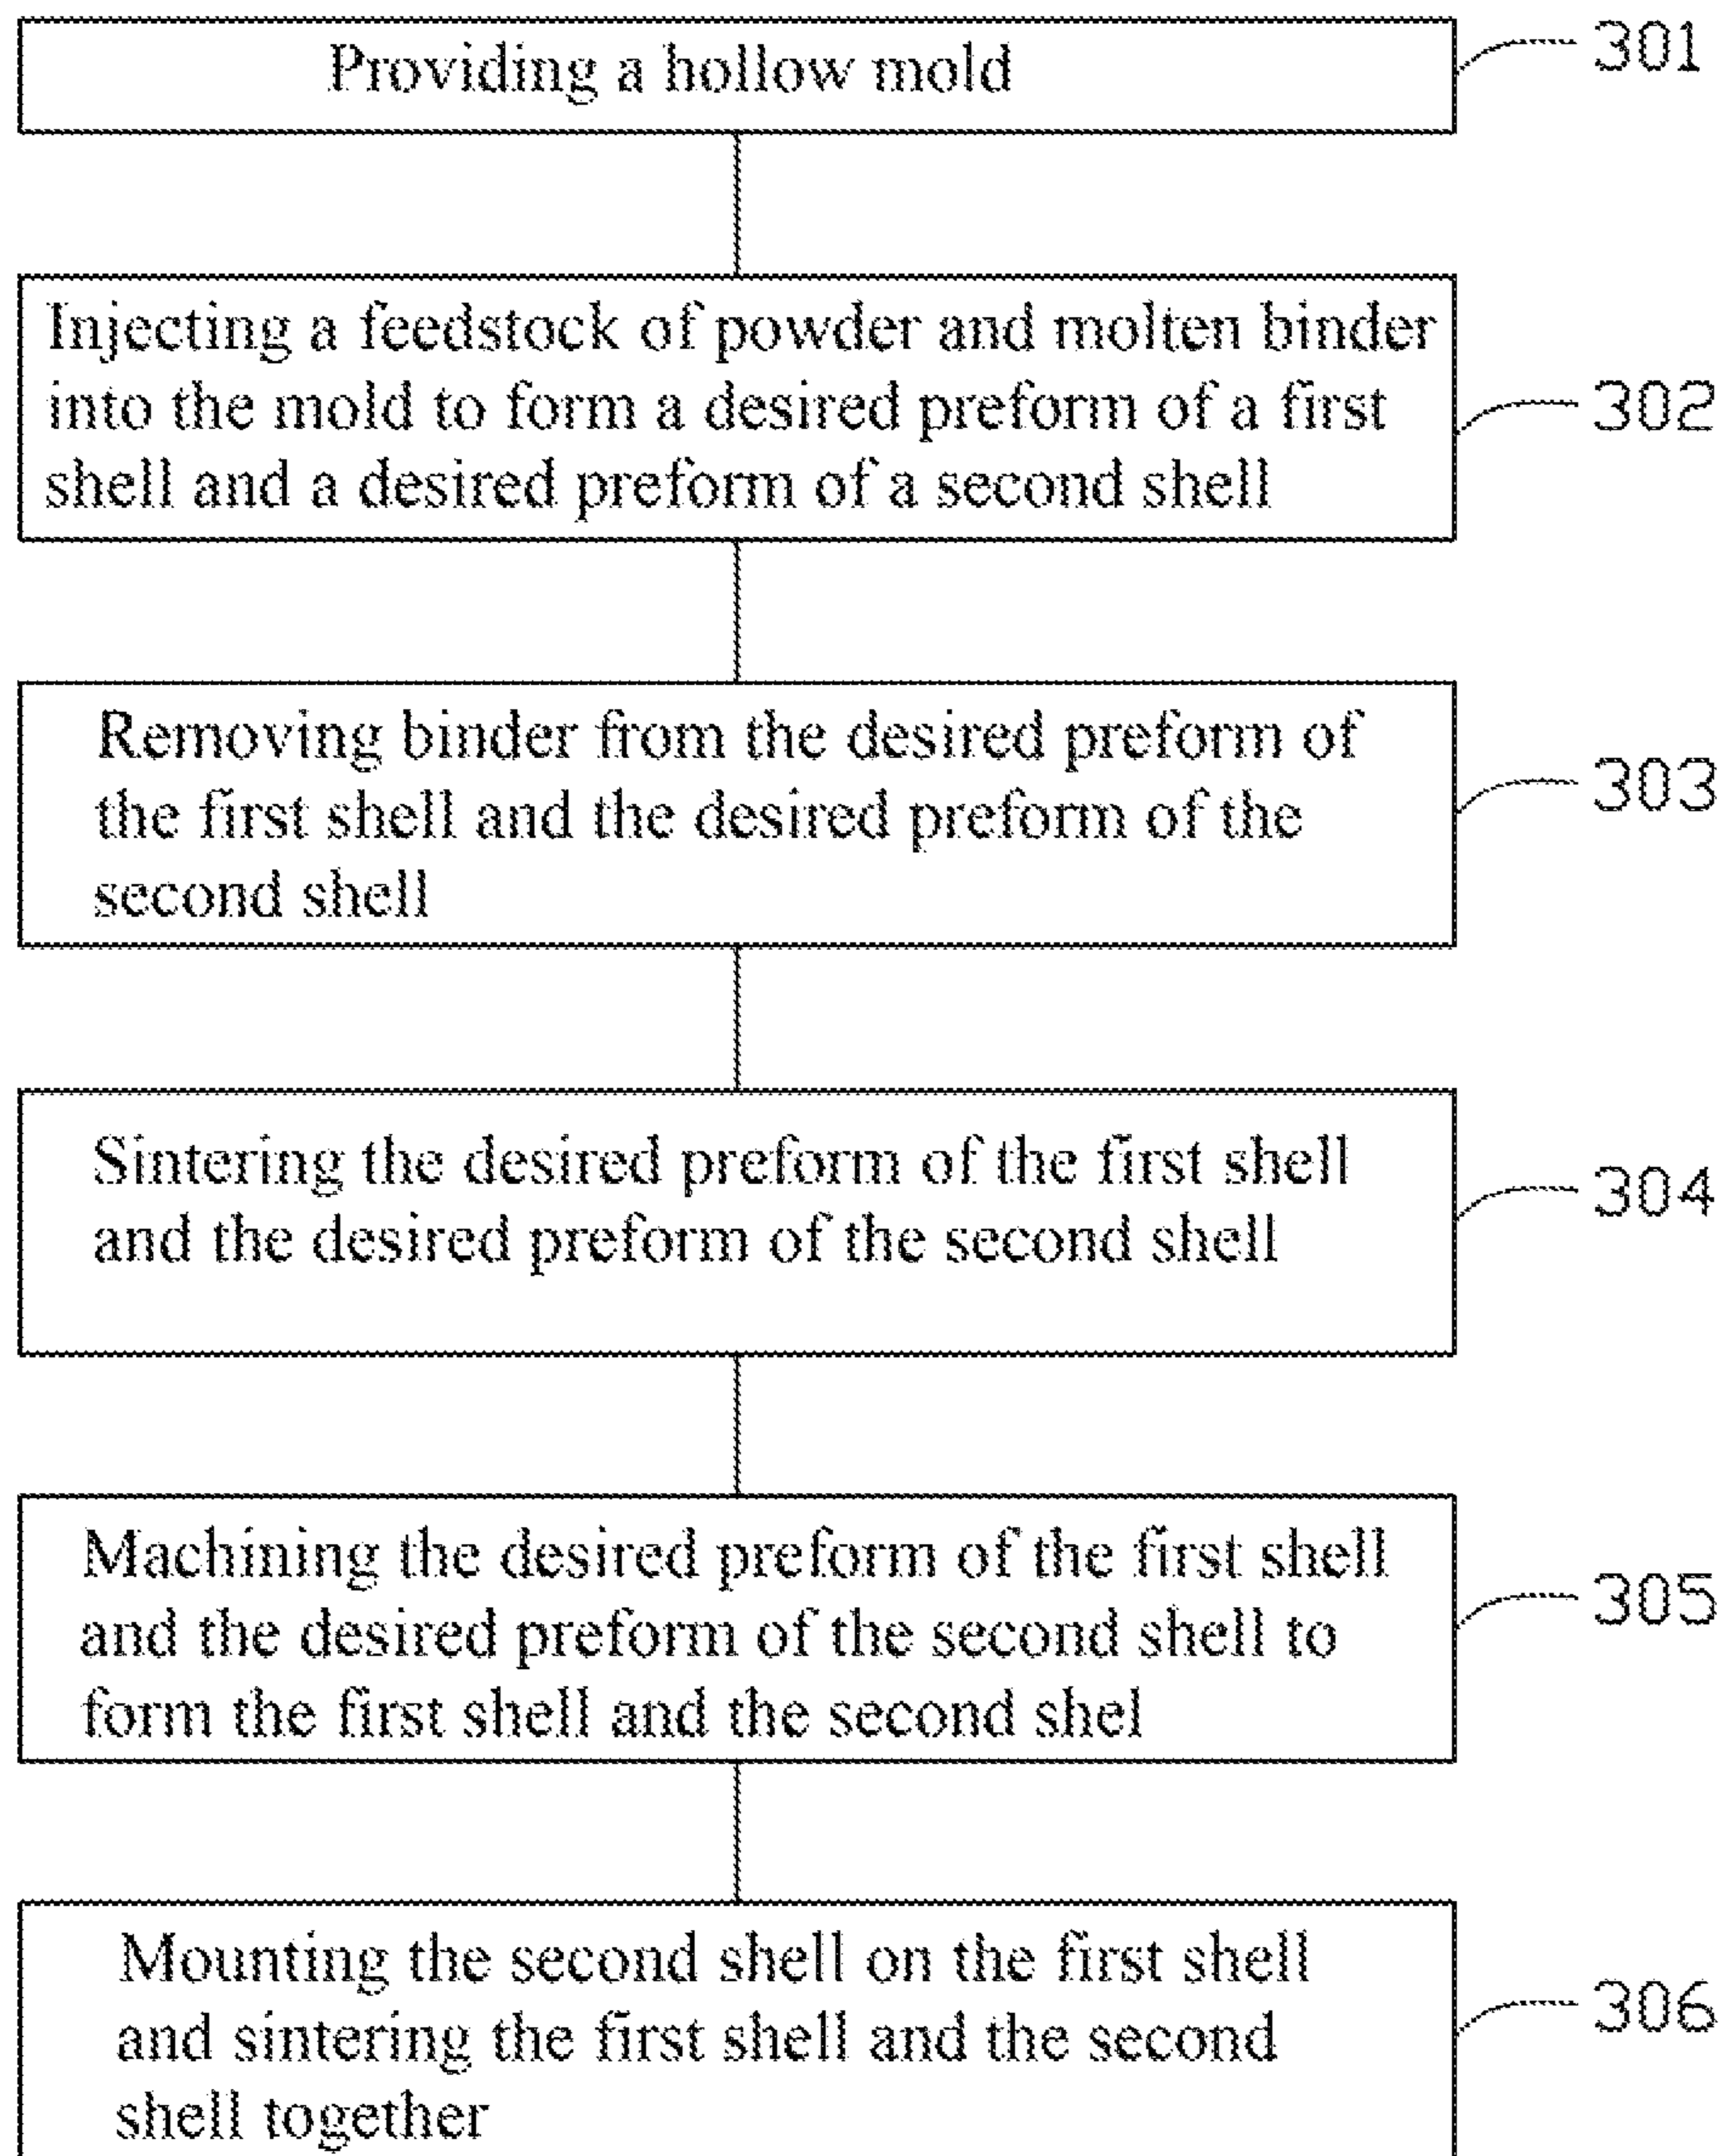 Providing a hollow mold
301
Injecting a feedstock of powder and molten binder
into the mold to form a desired preform of a first
shell and a desired preform of a second shell
302
Removing binder from the desired preform of
the first shell and the desired preform of the
second shell
303
Sintering the desired preform of the first shell
and the desired preform of the second shell
304
Machining the desired preform of the first shell
and the desired preform of the second shell to
form the first shell and the second shel
305
Mounting the second shell on the first shell
and sintering the first shell and the second
shell together
306